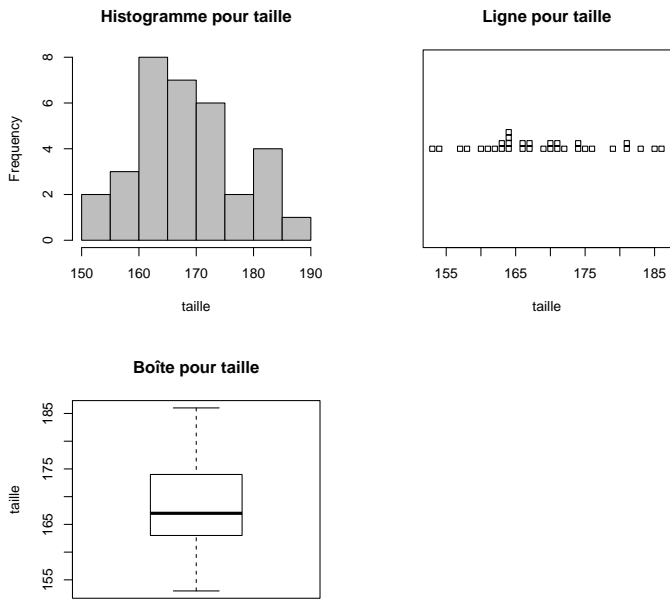 Histogramme pour taille
Frequency
0 2 4 6 8
150 160 170 180 190
taille
Ligne pour taille
155 165 175 185
taille
Boîte pour taille
taille
155 165 175 185